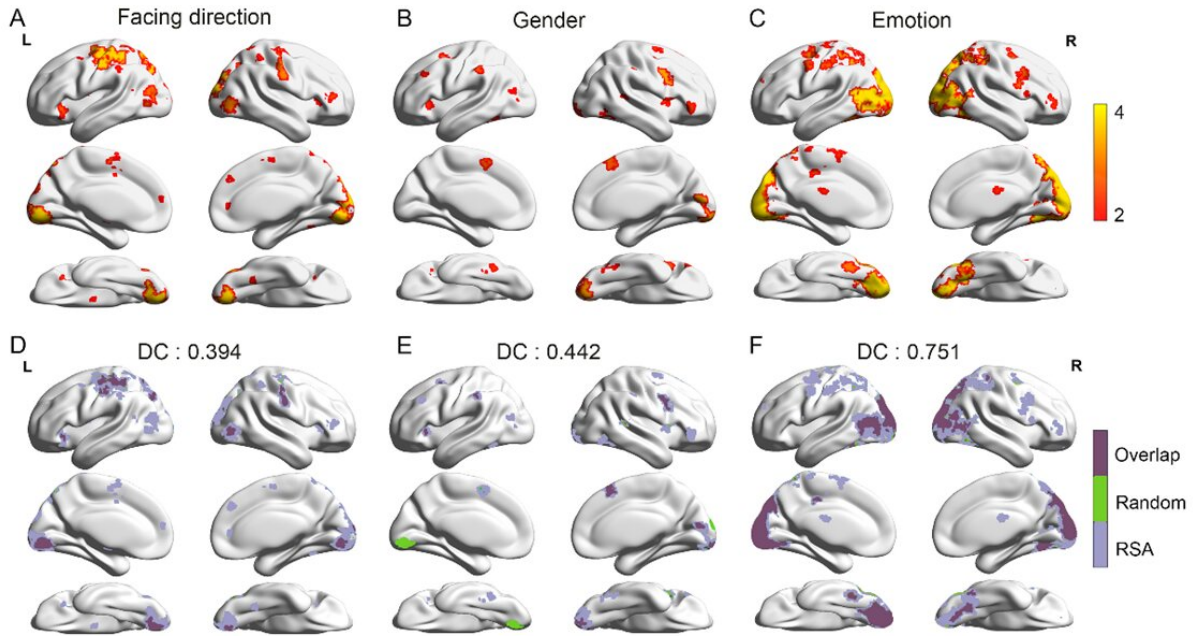 A Facing direction
B Gender
C Emotion
L
R
4
2
D DC : 0.394
E DC : 0.442
F DC : 0.751
L
R
Overlap
Random
RSA